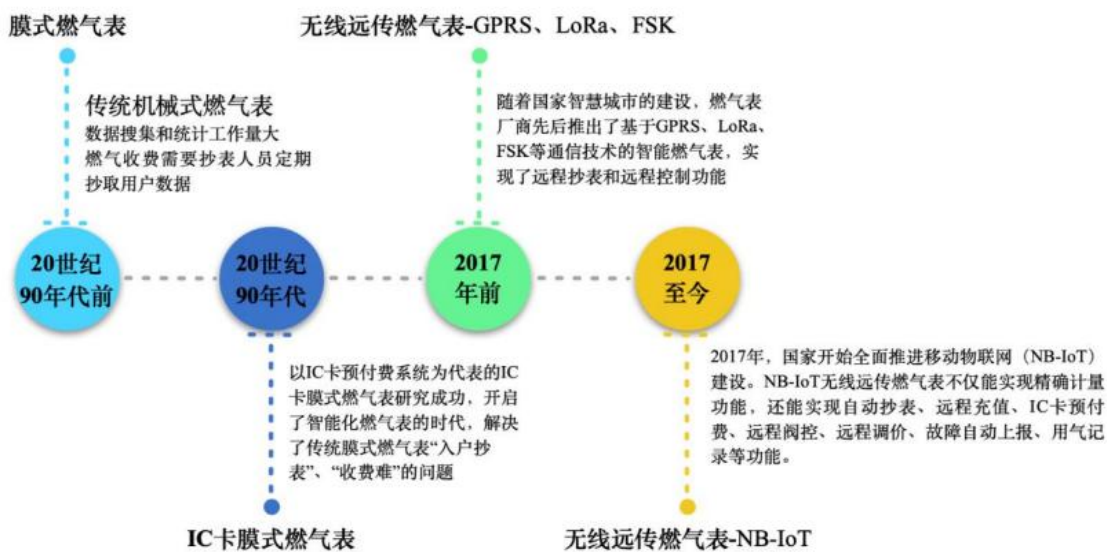 膜式燃气表
传统机械式燃气表
数据搜集和统计工作量大
燃气收费需要抄表人员定期
抄取用户数据
20世纪
90年代前
20世纪
90年代
以IC卡预付费系统为代表的IC
卡膜式燃气表研究成功，开启
了智能化燃气表的时代，解决
了传统膜式燃气表“入户抄
表”、“收费难”的问题
IC卡膜式燃气表
无线远传燃气表-GPRS、LoRa、FSK
随着国家智慧城市的建设，燃气表
厂商先后推出了基于GPRS、LoRa、
FSK等通信技术的智能燃气表，实
现了远程抄表和远程控制功能
2017
年前
2017
至今
2017年，国家开始全面推进移动物联网（NB-IoT）
建设。NB-IoT无线远传燃气表不仅能实现精确计量
功能，还能实现自动抄表、远程充值、IC卡预付
费、远程阀控、远程调价、故障自动上报、用气记
录等功能。
无线远传燃气表-NB-IoT